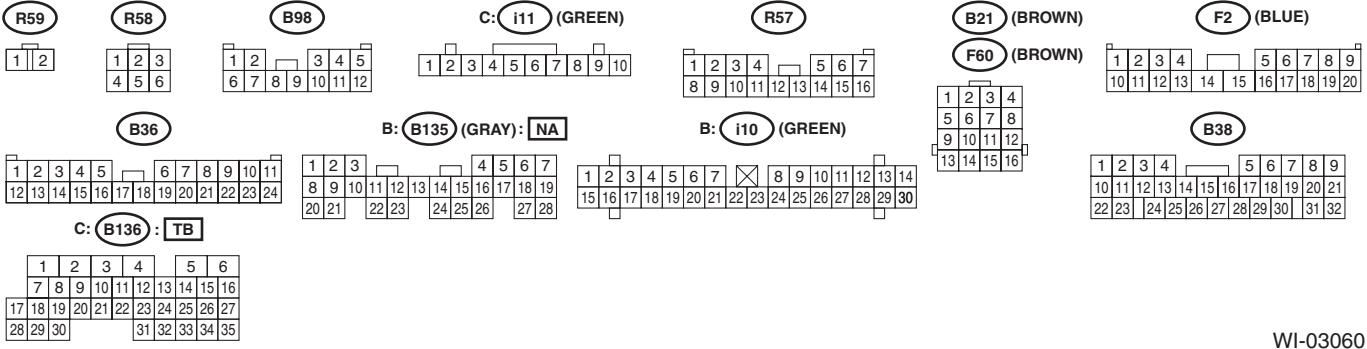 R59 R58 B98 C: i11 (GREEN) R57 B21 (BROWN) F2 (BLUE)
F60 (BROWN)
1 2
1 2 3
4 5 6
1 2 3 4 5
6 7 8 9 10 11 12
1 2 3 4 5 6 7 8 9 10
1 2 3 4 5 6 7
8 9 10 11 12 13 14 15 16
1 2 3 4
5 6 7 8
9 10 11 12
13 14 15 16
1 2 3 4 5 6 7 8 9
10 11 12 13 14 15 16 17 18 19 20
B36 B: B135 (GRAY): NA B: i10 (GREEN) B38
1 2 3 4 5 6 7 8 9 10 11
12 13 14 15 16 17 18 19 20 21 22 23 24
1 2 3 4 5 6 7
8 9 10 11 12 13 14 15 16 17 18 19
20 21 22 23 24 25 26 27 28
1 2 3 4 5 6 7 8 9 10 11 12 13 14
15 16 17 18 19 20 21 22 23 24 25 26 27 28 29 30
1 2 3 4 5 6 7 8 9
10 11 12 13 14 15 16 17 18 19 20 21
22 23 24 25 26 27 28 29 30 31 32
C: B136 : TB
1 2 3 4 5 6
7 8 9 10 11 12 13 14 15 16
17 18 19 20 21 22 23 24 25 26 27
28 29 30 31 32 33 34 35
WI-03060